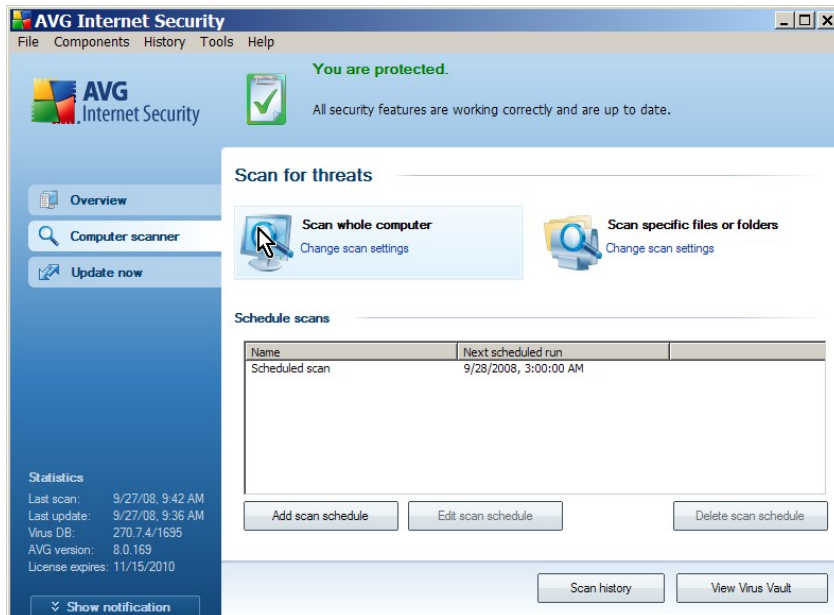 AVG Internet Security
File Components History Tools Help
AVG
Internet Security
You are protected.
All security features are working correctly and are up to date.
Overview
Computer scanner
Update now
Scan for threats
Scan whole computer
Change scan settings
Scan specific files or folders
Change scan settings
Schedule scans
Name Next scheduled run
Scheduled scan 9/28/2008, 3:00:00 AM
Add scan schedule Edit scan schedule Delete scan schedule
Statistics
Last scan: 9/27/08, 9:42 AM
Last update: 9/27/08, 9:36 AM
Virus DB: 270.7.4/1695
AVG version: 8.0.169
License expires: 11/15/2010
Show notification
Scan history View Virus Vault